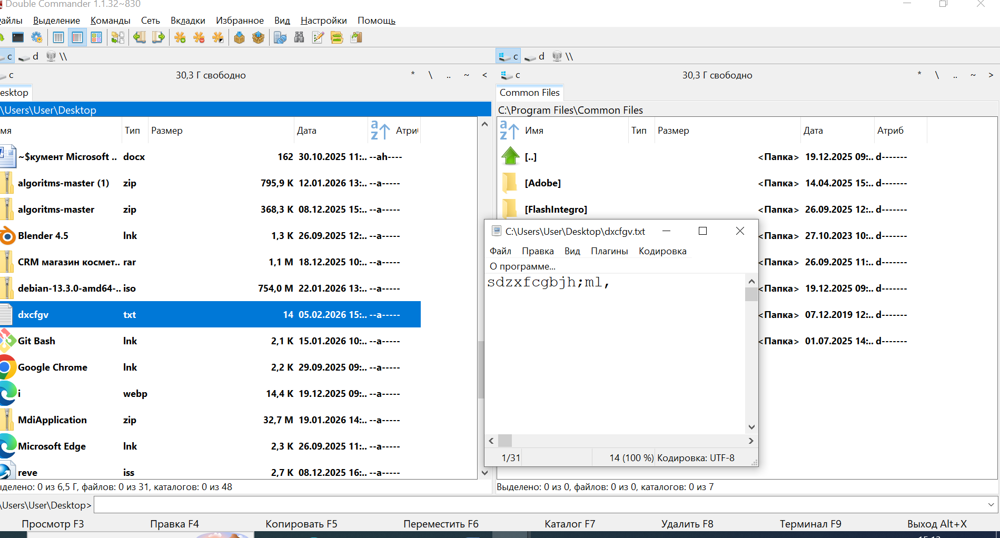 Double Commander 1.1.32~830
айлы Выделение Команды Сеть Вкладки Избранное Вид Настройки Помощь
c d \\
c 30,3 Г свободно * \ .. ~ <
esktop
\Users\User\Desktop
мя Тип Размер Дата Атри
~$кумент Microsoft .. docx 162 30.10.2025 11:.. --ah----
algoritms-master (1) zip 795,9 K 12.01.2026 13:.. --a-----
algoritms-master zip 368,3 K 08.12.2025 15:.. --a-----
Blender 4.5 lnk 1,3 K 26.09.2025 12:.. --a-----
CRM магазин космет.. rar 1,1 M 18.12.2025 10:.. --a-----
debian-13.3.0-amd64-.. iso 754,0 M 22.01.2026 13:.. --a-----
dxcfgv txt 14 05.02.2026 15:.. --a-----
Git Bash lnk 2,1 K 15.01.2026 10:.. --a-----
Google Chrome lnk 2,2 K 29.09.2025 09:.. --a-----
i webp 14,4 K 19.12.2025 09:.. --a-----
MdiApplication zip 32,7 M 19.01.2026 14:.. --a-----
Microsoft Edge lnk 2,3 K 26.09.2025 11:.. --a-----
reve iss 2,7 K 08.12.2025 16:.. --a-----
делено: 0 из 6,5 Г, файлов: 0 из 31, каталогов: 0 из 48
c d \\
c 30,3 Г свободно * \ .. ~ >
Common Files
C:\Program Files\Common Files
Имя Тип Размер Дата Атриб
[..] <Папка> 19.12.2025 09:.. d-------
[Adobe] <Папка> 14.04.2025 15:.. d-------
[FlashIntegro] <Папка> 26.09.2025 12:.. d-------
<Папка> 27.10.2023 10:.. d-------
<Папка> 26.09.2025 11:.. d-------
<Папка> 19.12.2025 09:.. d-------
<Папка> 07.12.2019 12:.. d-------
<Папка> 01.07.2025 14:.. d-------
Выделено: 0 из 0, файлов: 0 из 0, каталогов: 0 из 7
C:\Users\User\Desktop\dxcfgv.txt
Файл Правка Вид Плагины Кодировка
О программе...
sdzxfcgbjh;ml,
1/31 14 (100 %) Кодировка: UTF-8
\Users\User\Desktop>
Просмотр F3 Правка F4 Копировать F5 Переместить F6 Каталог F7 Удалить F8 Терминал F9 Выход Alt+X